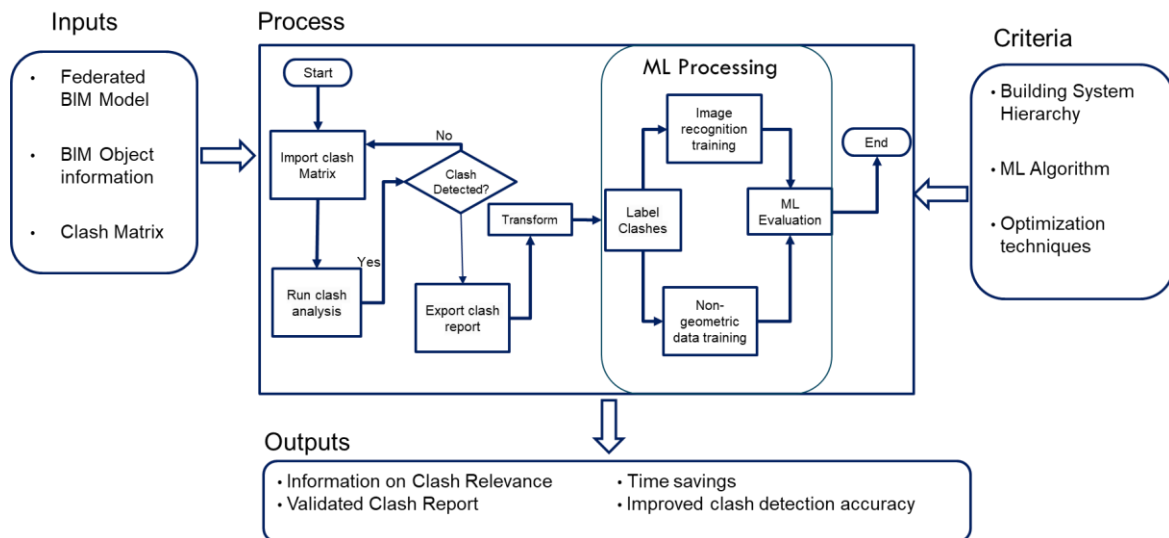 Inputs
• Federated
BIM Model
• BIM Object
information
• Clash Matrix
Process
Start
Import clash
Matrix
No
Clash
Detected?
Yes
Run clash
analysis
Export clash
report
Transform
ML Processing
Image
recognition
training
Label
Clashes
ML
Evaluation
Non-
geometric
data training
End
Criteria
• Building System
Hierarchy
• ML Algorithm
• Optimization
techniques
Outputs
• Information on Clash Relevance
• Validated Clash Report
• Time savings
• Improved clash detection accuracy